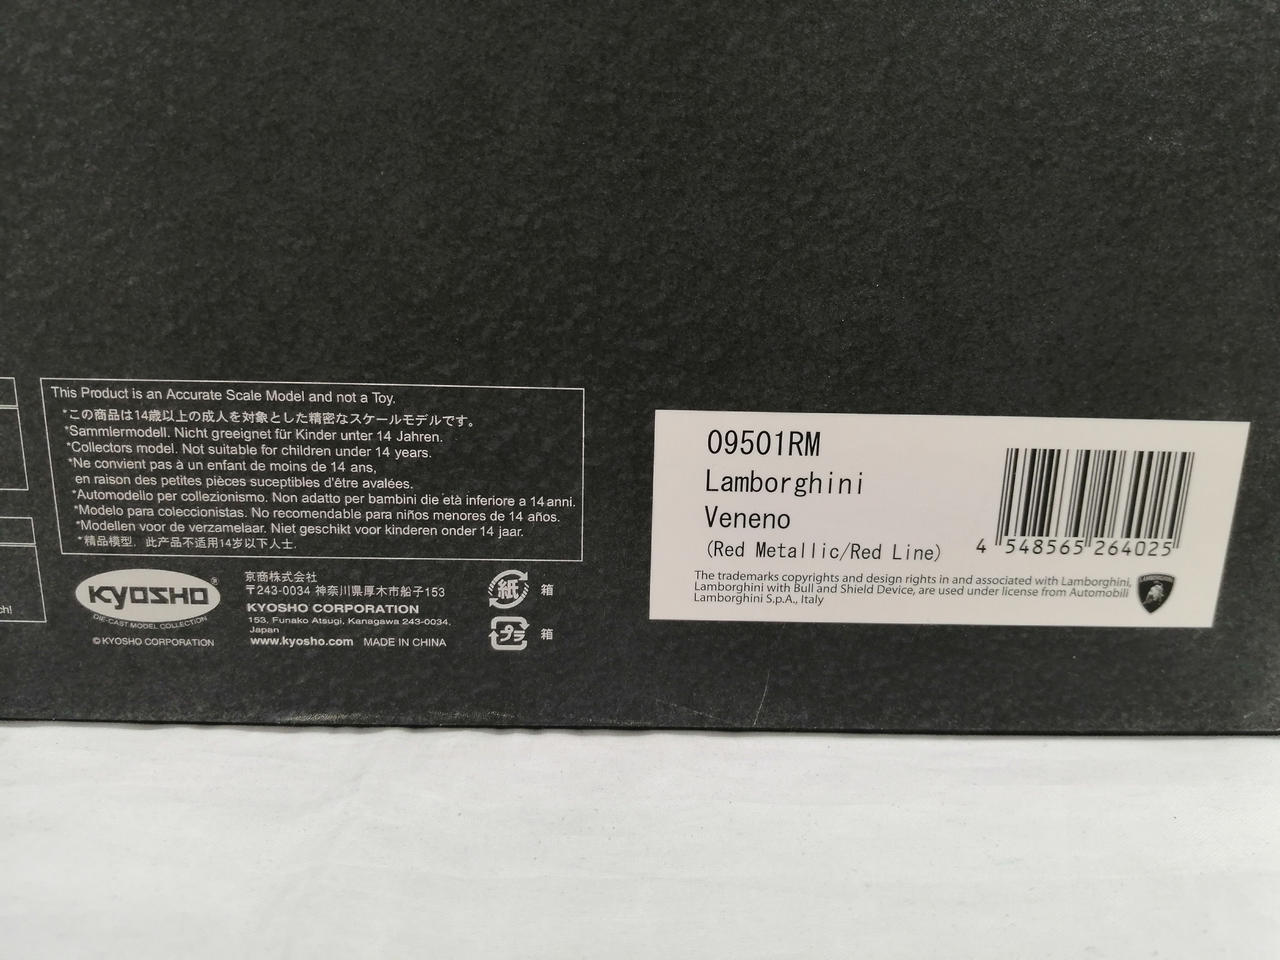 ch!
This Product is an Accurate Scale Model and not a Toy.
*この商品は14歳以上の成人を対象とした精密なスケールモデルです。
*Sammlermodell. Nicht greeignet für Kinder unter 14 Jahren.
*Collectors model. Not suitable for children under 14 years.
*Ne convient pas à un enfant de moins de 14 ans,
en raison des petites pièces suceptibles d'être avalées.
*Automodello per collezionismo. Non adatto per bambini die età inferiore a 14 anni.
*Modelo para coleccionistas. No recomendable para niños menores de 14 años.
*Modellen voor de verzamelaar. Niet geschikt voor kinderen onder 14 jaar.
*精品模型，此产品不适用14岁以下人士.
KYOSHO®
DIE-CAST MODEL COLLECTION
©KYOSHO CORPORATION
京商株式会社
〒243-0034 神奈川県厚木市船子153
KYOSHO CORPORATION
153, Funako Atsugi, Kanagawa 243-0034,
Japan
www.kyosho.com MADE IN CHINA
紙 箱
プラ 箱
09501RM
Lamborghini
Veneno
(Red Metallic/Red Line)
4 548565 264025
The trademarks copyrights and design rights in and associated with Lamborghini,
Lamborghini with Bull and Shield Device, are used under license from Automobili
Lamborghini S.p.A., Italy
LAMBORGHINI